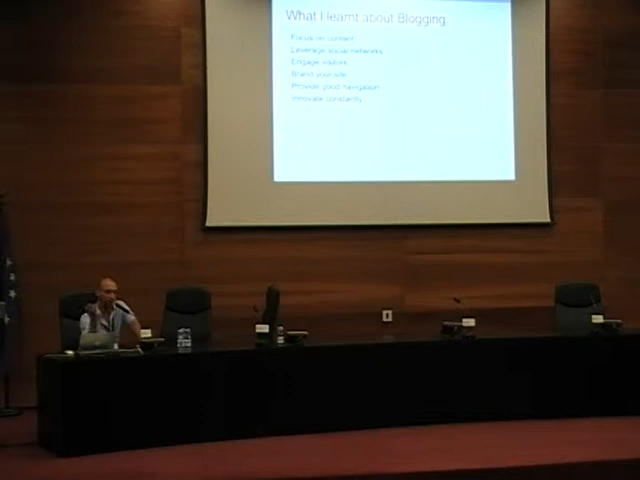 What I learnt about Blogging
Focus on content
Leverage social networks
Engage visitors
Brand your site
Provide good navigation
Innovate constantly